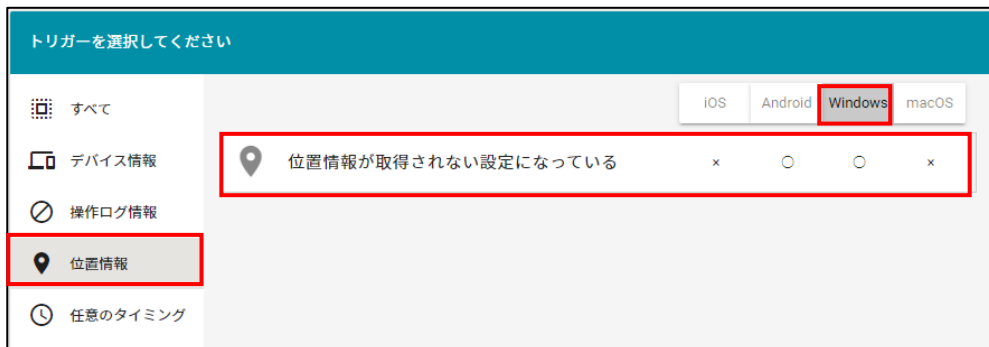 トリガーを選択してください
すべて
デバイス情報
操作ログ情報
位置情報
任意のタイミング
iOS Android Windows macOS
位置情報が取得されない設定になっている × ○ ○ ×